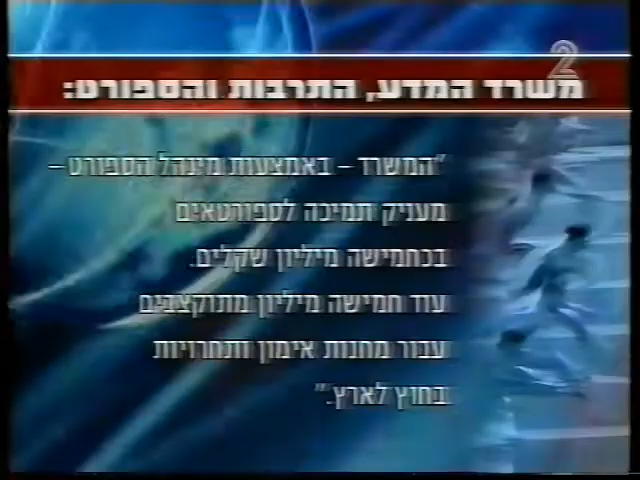 2
משרד המדע, התרבות והספורט:
"המשרד – באמצעות מינהל הספורט –
מעניק תמיכה לספורטאים
בכחמישה מיליון שקלים.
עוד חמישה מיליון מתוקצבים
עבור מחנות אימון ותחרויות
בחוץ לארץ."